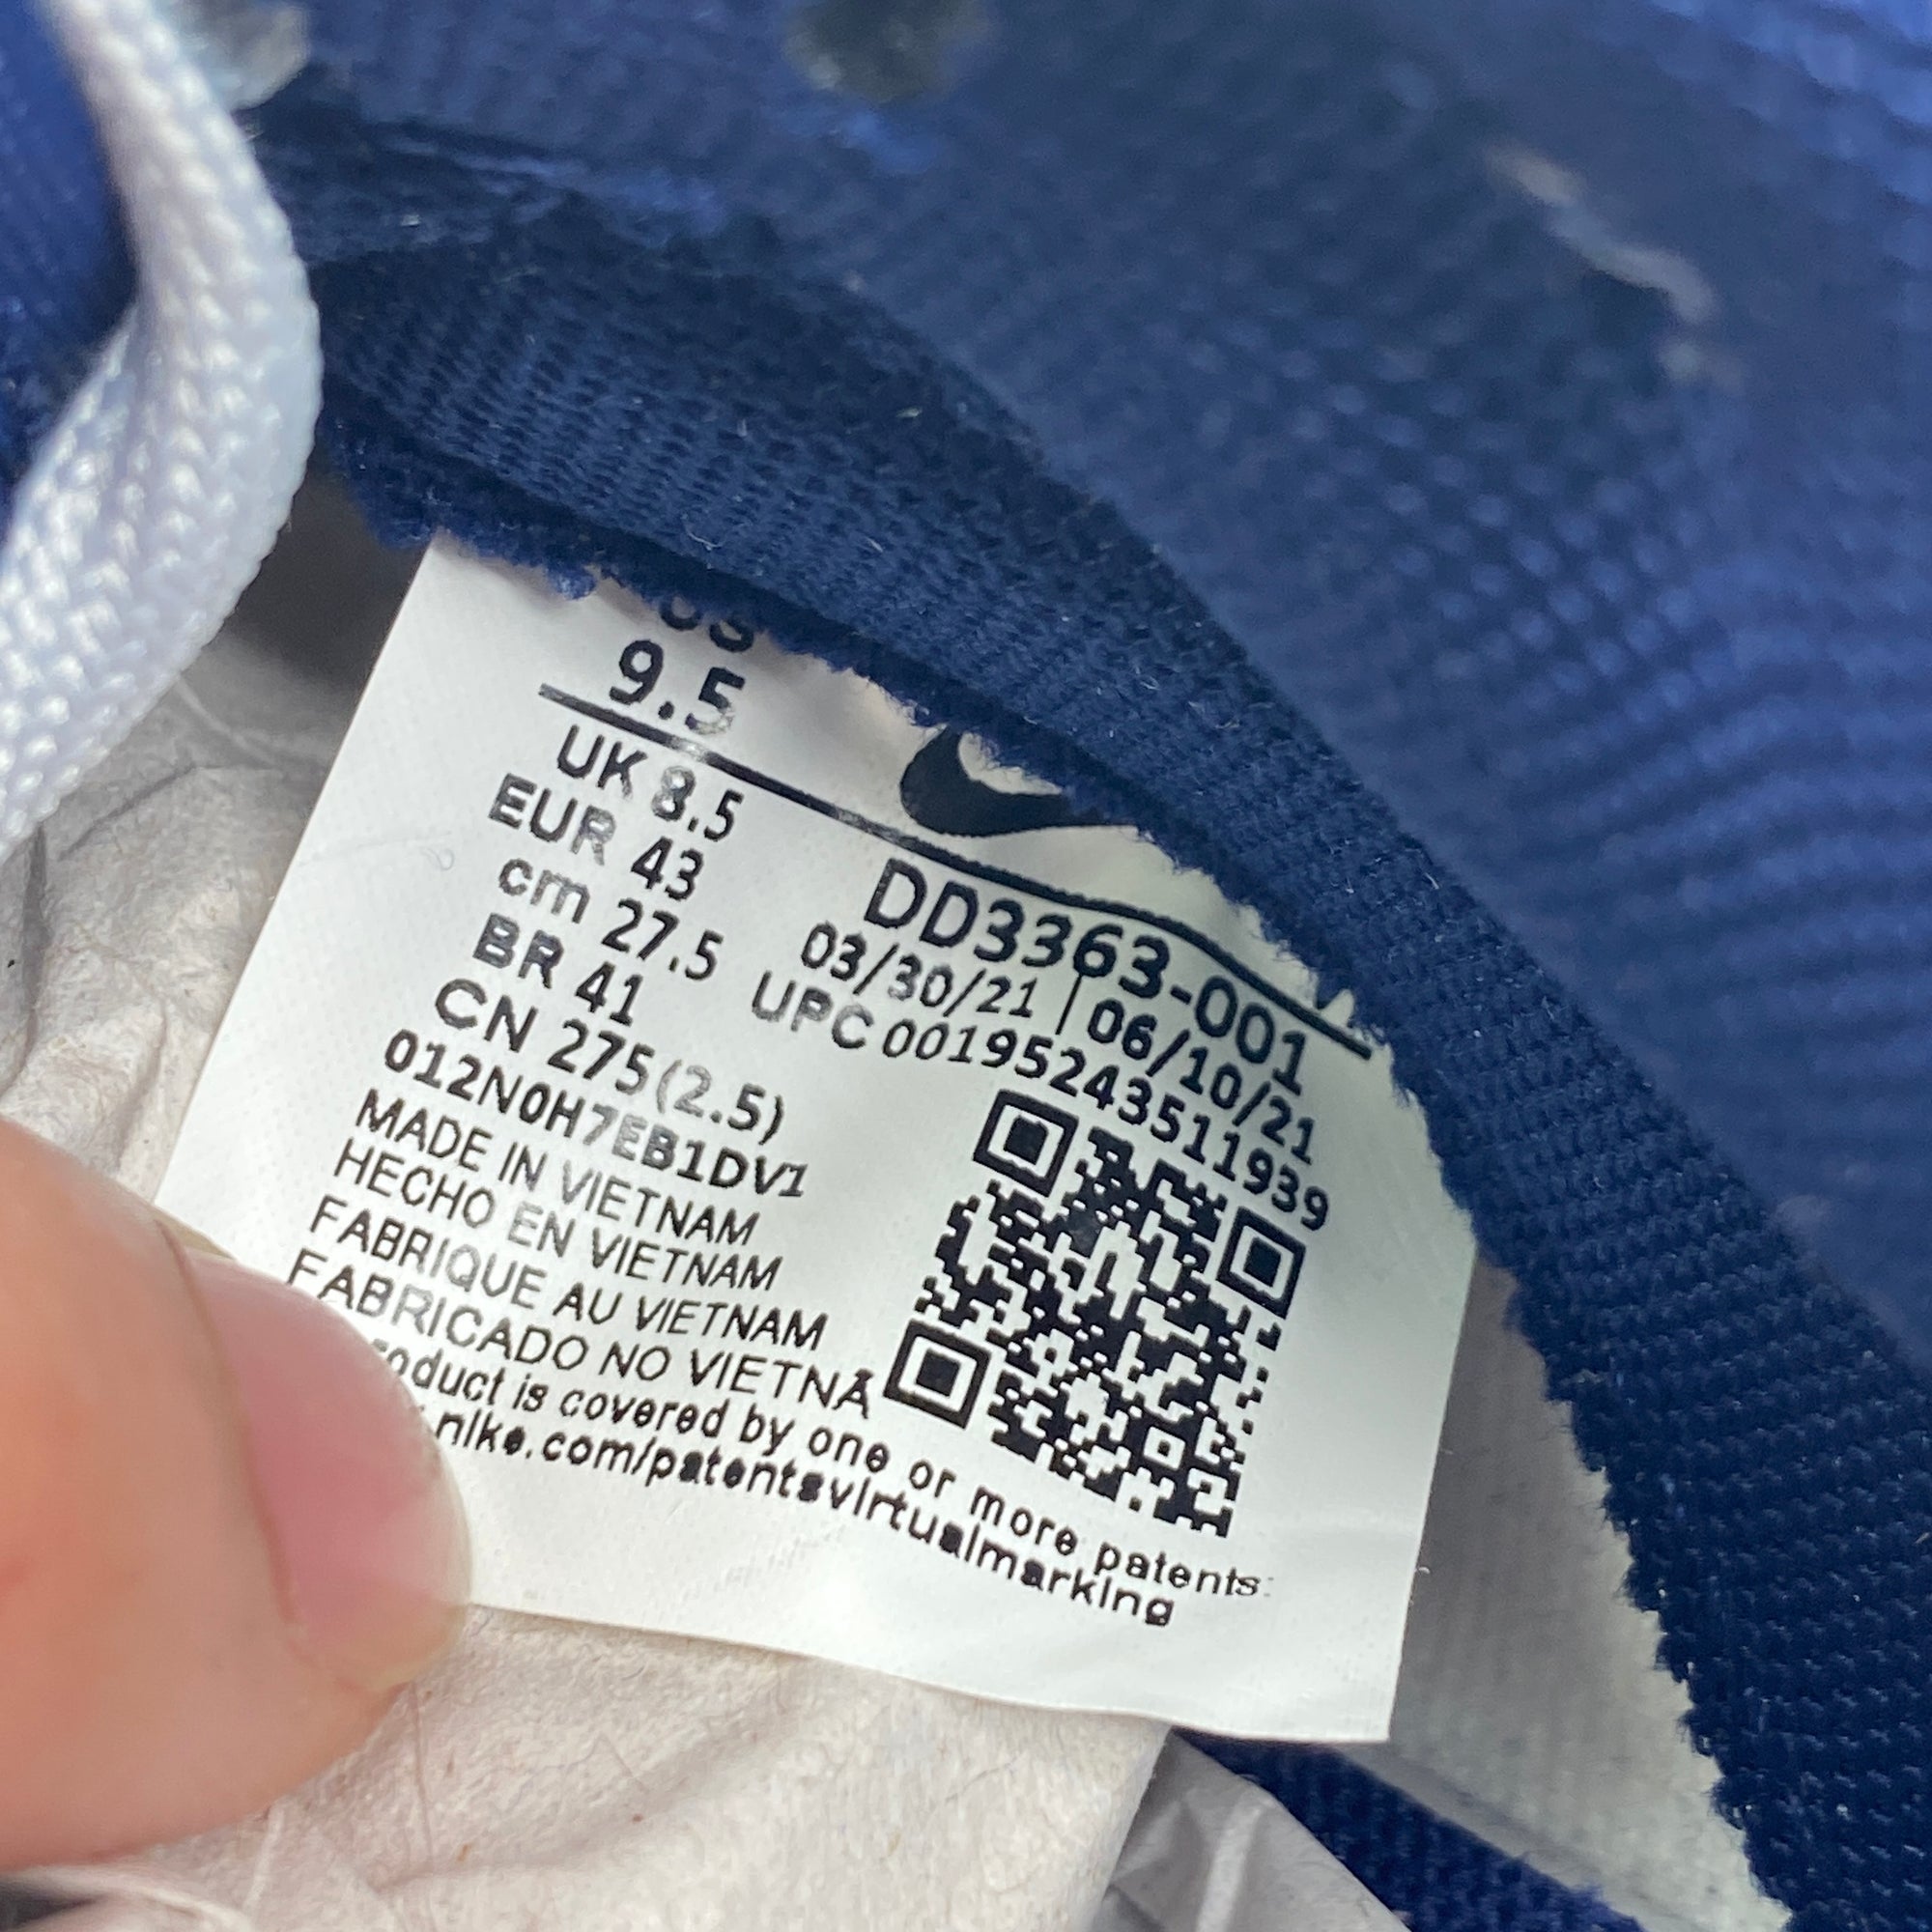 US
9.5
UK 8.5
EUR 43
cm 27.5
BR 41
CN 275(2.5)
DD3363-001
03/30/21 | 06/10/21
UPC 00195243511939
012N0H7EB1DV1
MADE IN VIETNAM
HECHO EN VIETNAM
FABRIQUE AU VIETNAM
FABRICADO NO VIETNÃ
product is covered by one or more patents:
nike.com/patentsvirtualmarking